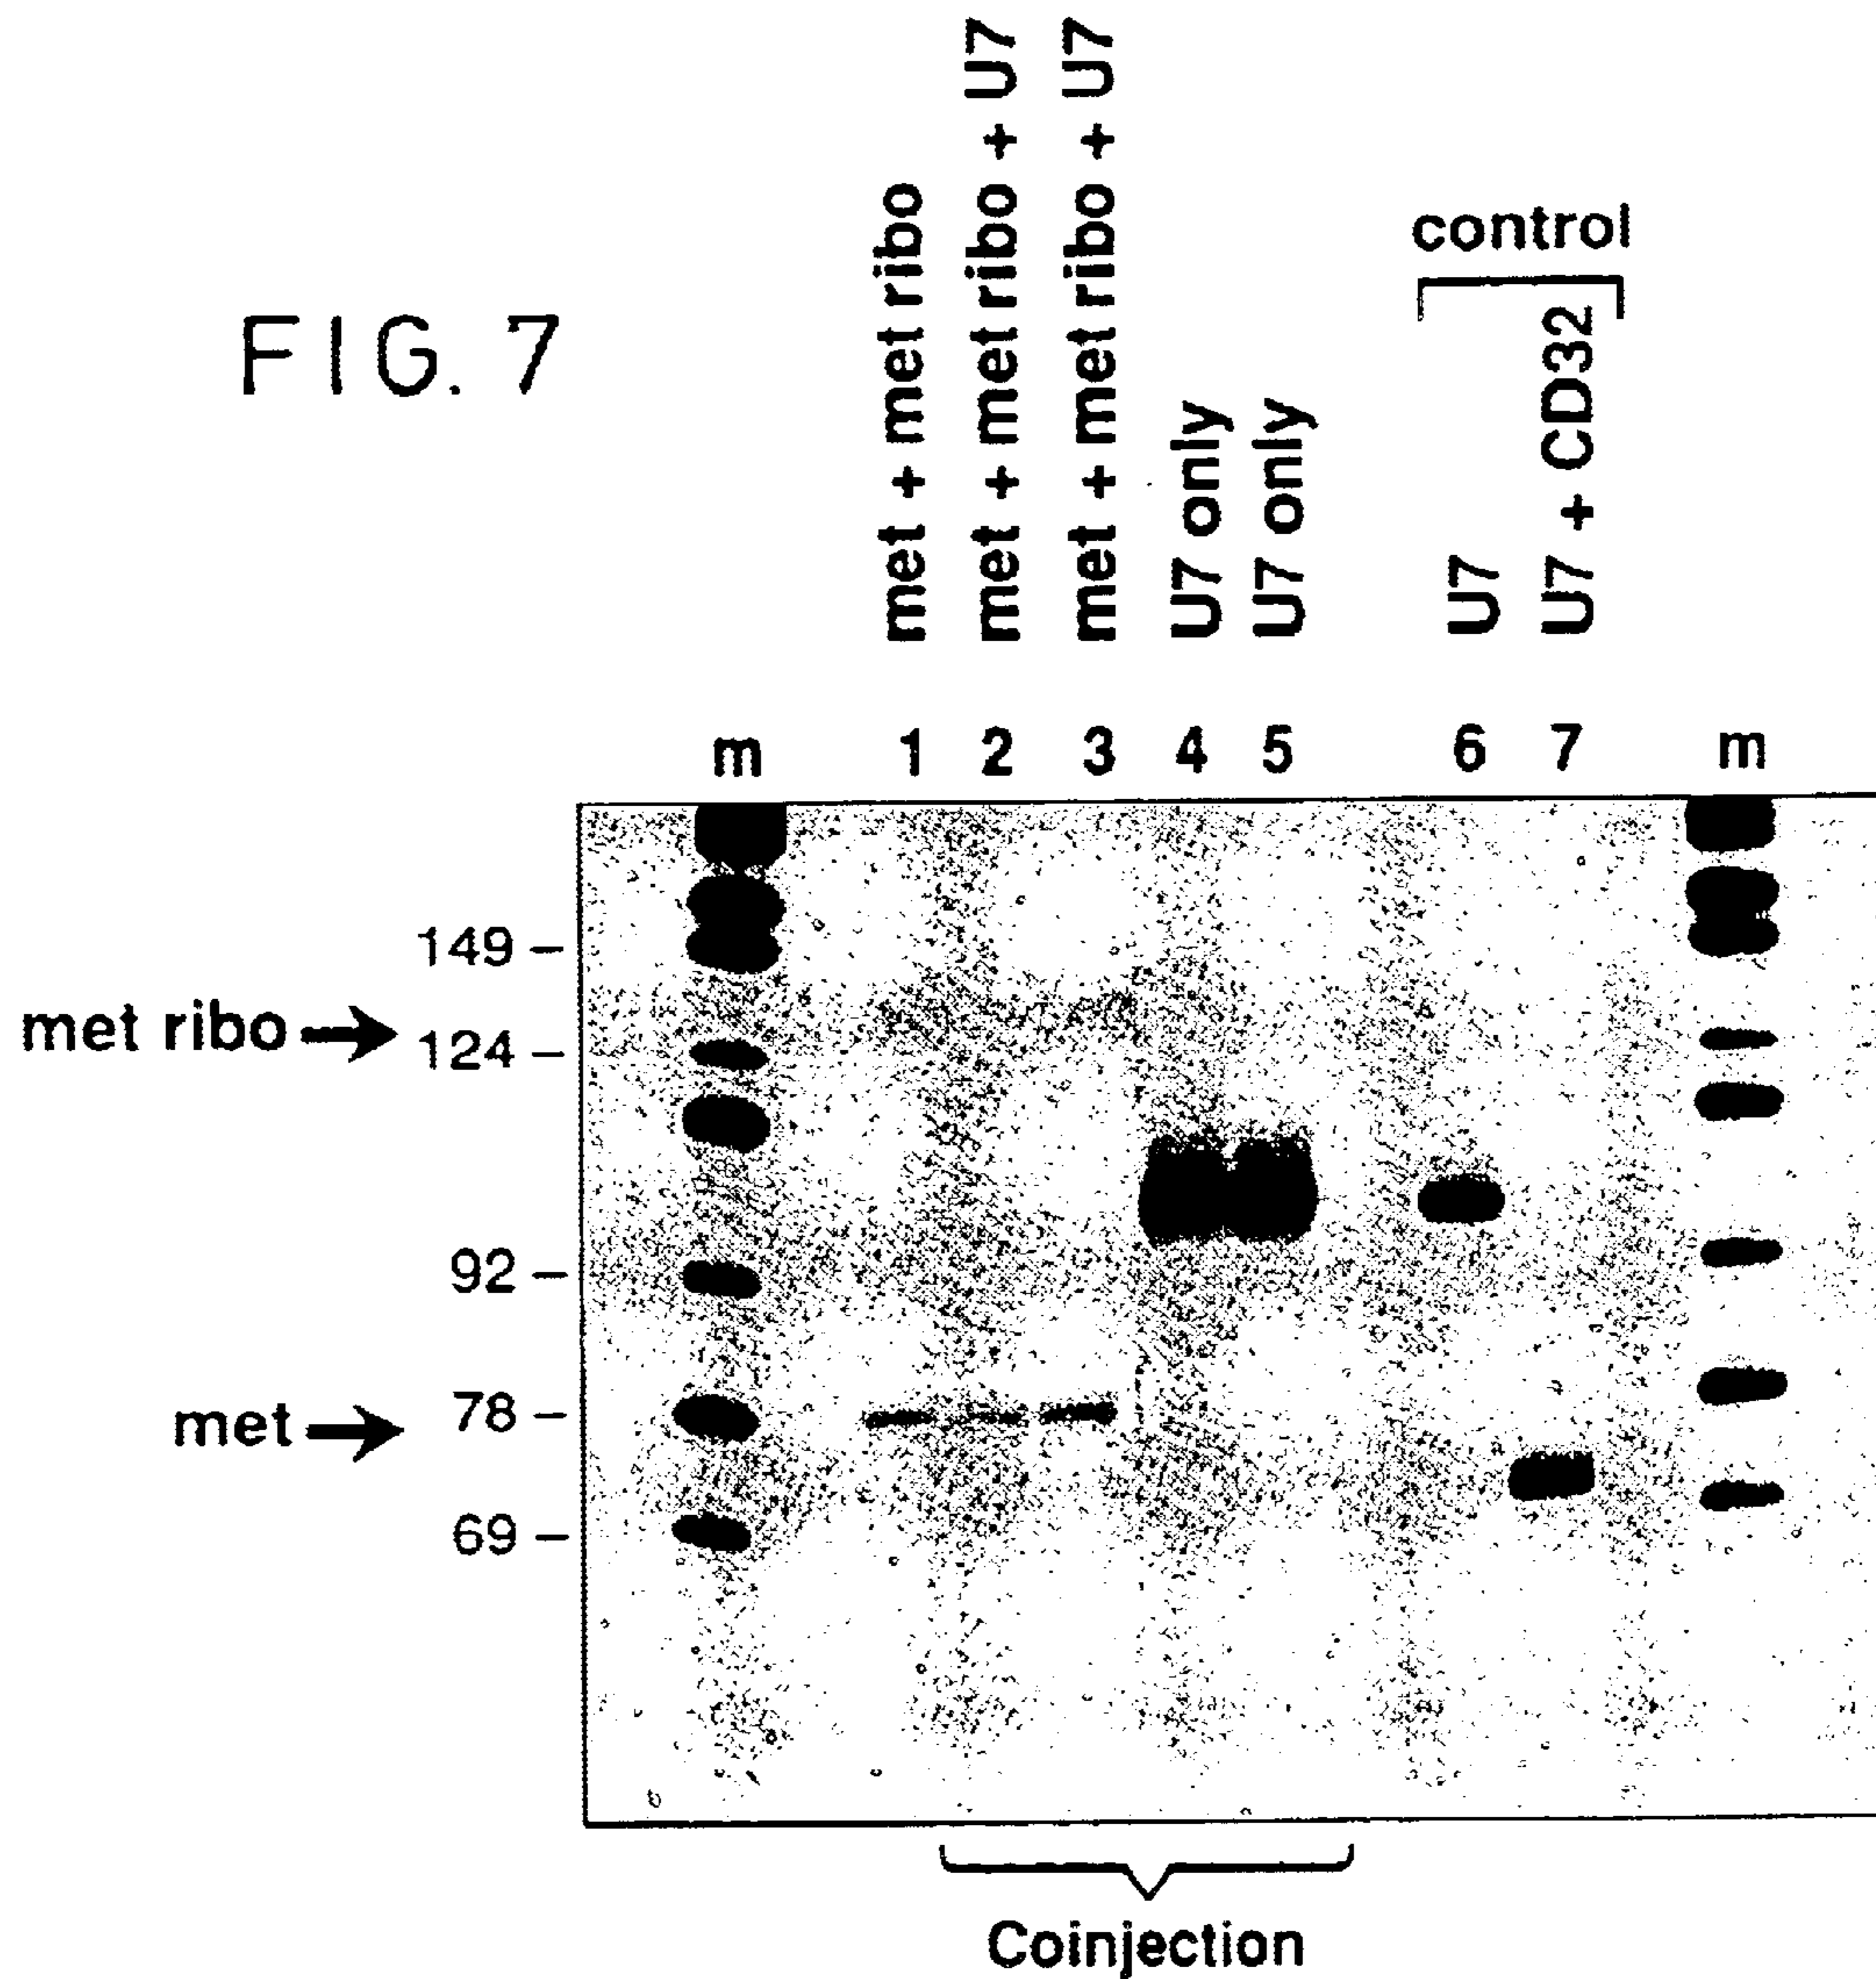 FIG. 7
met + met ribo
met + met ribo + U7
met + met ribo + U7
U7 only
U7 only
control
U7
U7 + CD32
m 1 2 3 4 5 6 7 m
149
met ribo
124
92
met
78
69
Coinjection